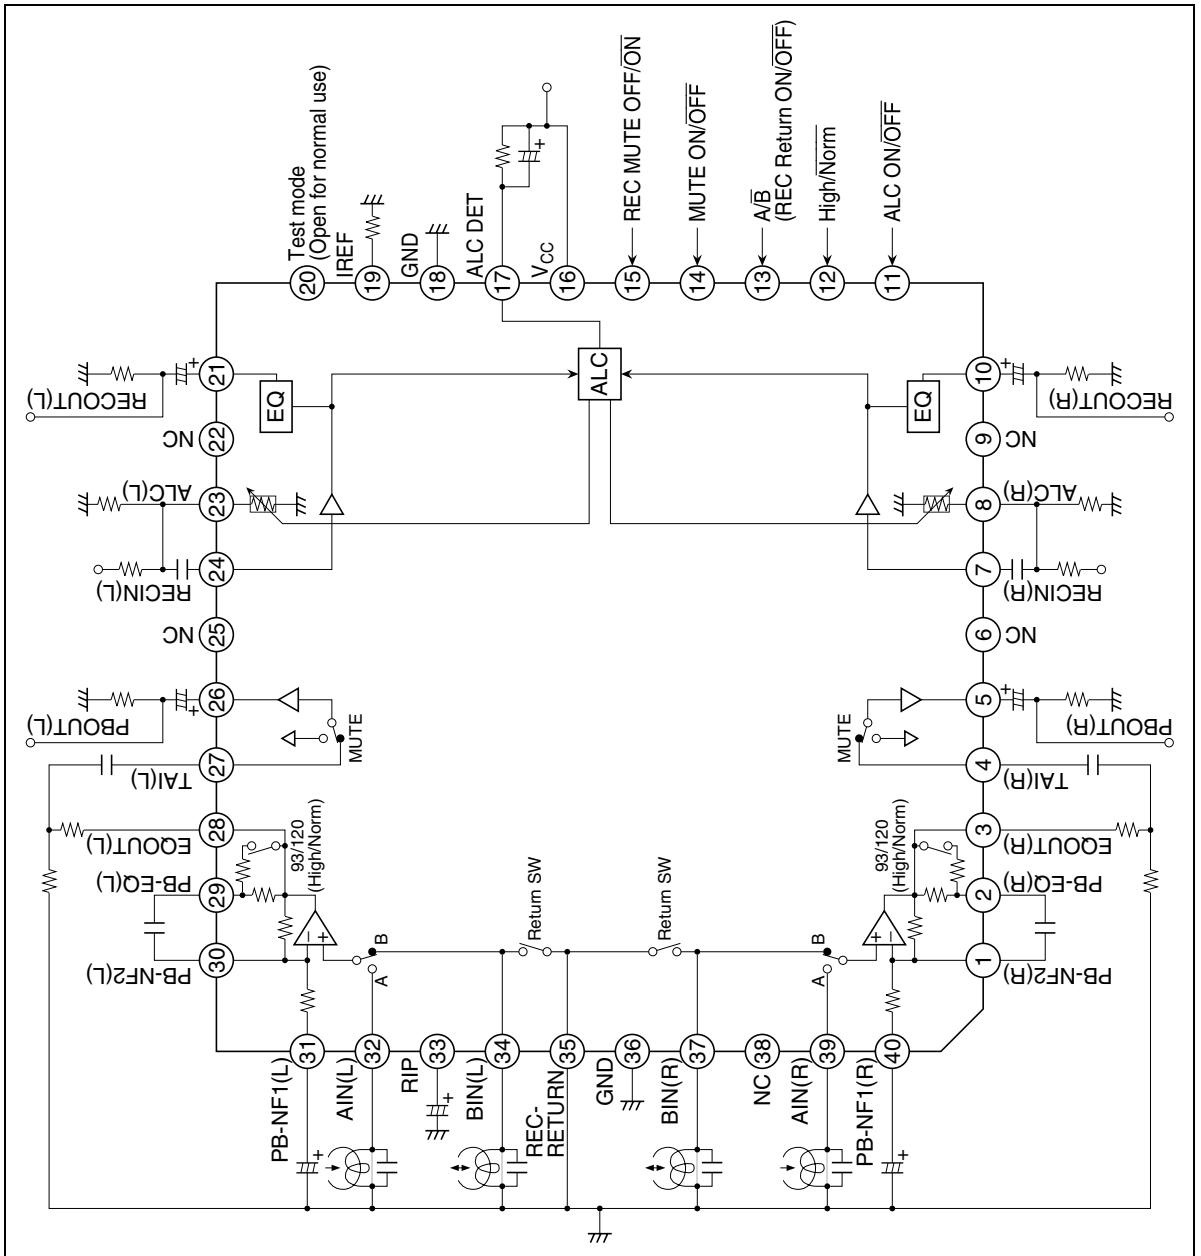 Test mode
(Open for normal use)
20
IREF
19
GND
18
ALC DET
17
VCC
16
REC MUTE OFF/ON
15
MUTE ON/OFF
14
A/B
(REC Return ON/OFF)
13
High/Norm
12
ALC ON/OFF
11
RECOUT(L)
21
EQ
ALC
EQ
10
RECOUT(R)
NC
22
9
NC
ALC(L)
23
8
ALC(R)
RECIN(L)
24
7
RECIN(R)
NC
25
6
NC
PBOUT(L)
26
5
PBOUT(R)
MUTE
MUTE
TAI(L)
27
4
TAI(R)
EQOUT(L)
28
93/120
(High/Norm)
93/120
(High/Norm)
3
EQOUT(R)
PB-EQ(L)
29
2
PB-EQ(R)
PB-NF2(L)
30
− +
A
B
Return SW
Return SW
B
A
+ −
1
PB-NF2(R)
31
PB-NF1(L)
32
AIN(L)
33
RIP
34
BIN(L)
35
REC-
RETURN
36
GND
37
BIN(R)
38
NC
39
AIN(R)
40
PB-NF1(R)